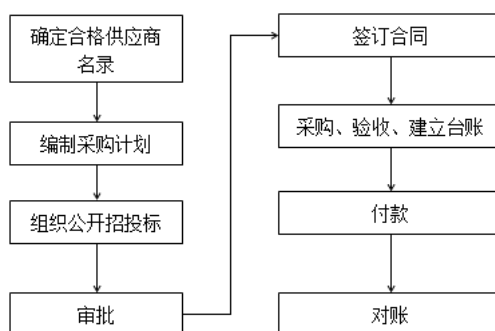 确定合格供应商
名录
编制采购计划
组织公开招投标
审批
签订合同
采购、验收、建立台账
付款
对账